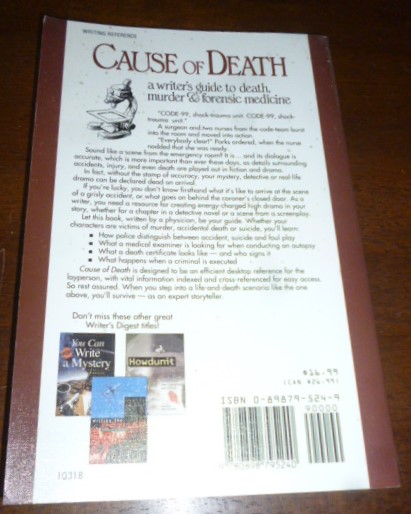 WRITING REFERENCE
CAUSE OF DEATH
a writer's guide to death,
murder & forensic medicine
"CODE 99, shock-trauma unit. CODE 99, shock-
trauma unit."
A surgeon and two nurses from the code-team burst
into the room and moved into action.
"Everybody clear!" Parks ordered, when the nurse
nodded that she was ready.
Sound like a scene from the emergency room? It is . . . and its dialogue is
accurate, which is more important than ever these days, as details surrounding
accidents, injury, and even death are played out in fiction and drama.
In fact, without the stamp of accuracy, your mystery, detective or real-life
drama can be declared dead on arrival.
If you're lucky, you don't know firsthand what it's like to arrive at the scene
of a grisly accident, or what goes on behind the coroner's closed door. As a
writer, you need a resource for creating energy-charged high drama in your
story, whether for a chapter in a detective novel or a scene from a screenplay.
Let this book, written by a physician, be your guide. Whether your
characters are victims of murder, accidental death or suicide, you'll learn:
■ How police distinguish between accident, suicide and foul play
■ What a medical examiner is looking for when conducting an autopsy
■ What a death certificate looks like — and who signs it
■ What happens when a criminal is executed
Cause of Death is designed to be an efficient desktop reference for the
layperson, with vital information indexed and cross-referenced for easy access.
So rest assured. When you step into a life-and-death scenario like the one
above, you'll survive — as an expert storyteller.
Don't miss these other great
Writer's Digest titles!
You Can
Write
a Mystery
Howdunit
$16.99
(CAN $26.99)
ISBN 0-89879-524-9
90000
9 780898 795240
10318